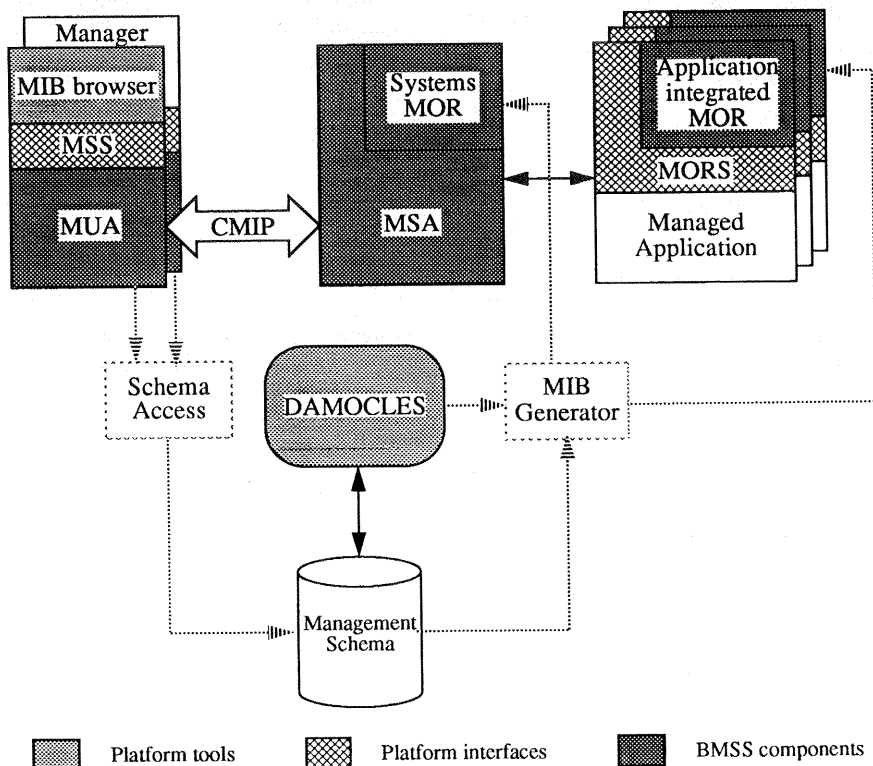 Manager
MIB browser
MSS
MUA
CMIP
Systems
MOR
MSA
Application
integrated
MOR
MORS
Managed
Application
Schema
Access
DAMOCLES
MIB
Generator
Management
Schema
Platform tools
Platform interfaces
BMSS components